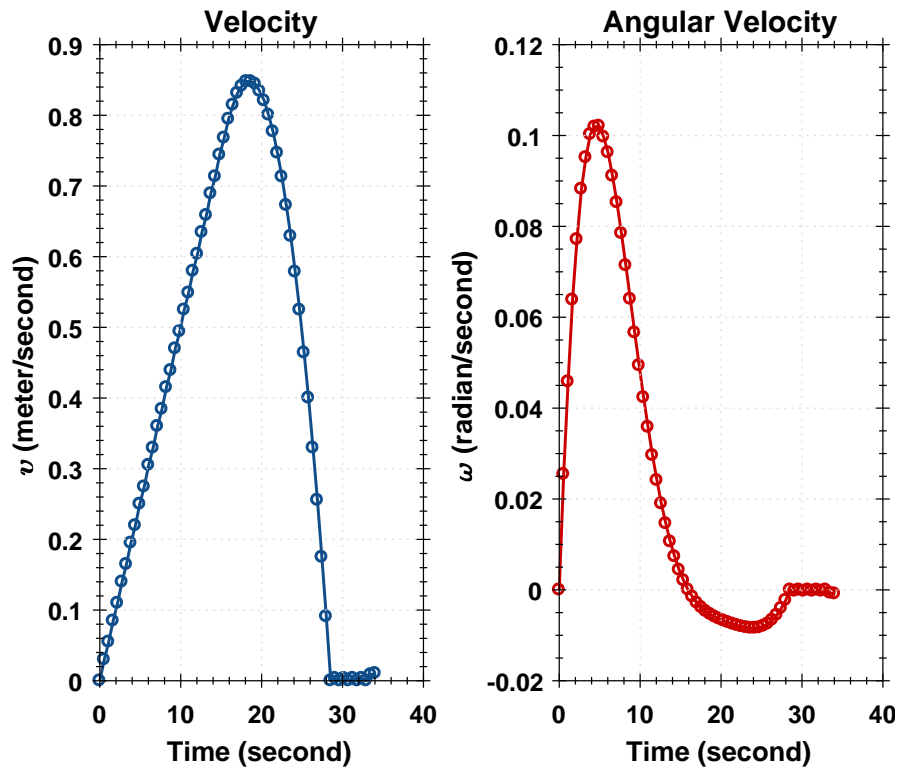 Velocity
0.9
0.8
0.7
0.6
0.5
0.4
0.3
0.2
0.1
0
v (meter/second)
0 10 20 30 40
Time (second)
Angular Velocity
0.12
0.1
0.08
0.06
0.04
0.02
0
-0.02
ω (radian/second)
0 10 20 30 40
Time (second)